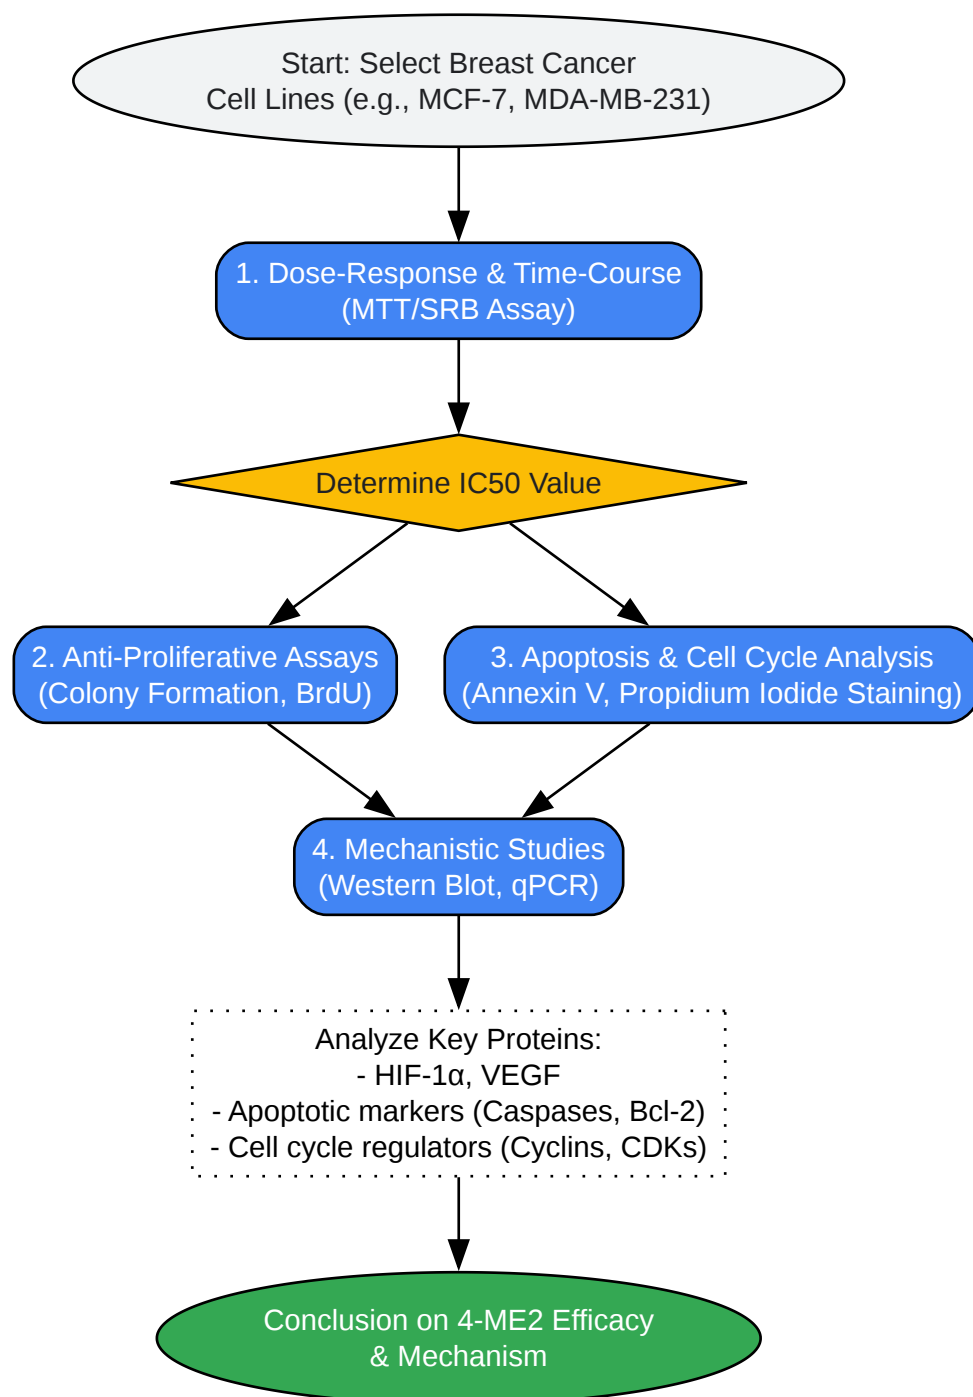 Start: Select Breast Cancer
Cell Lines (e.g., MCF-7, MDA-MB-231)
1. Dose-Response & Time-Course
(MTT/SRB Assay)
Determine IC50 Value
2. Anti-Proliferative Assays
(Colony Formation, BrdU)
3. Apoptosis & Cell Cycle Analysis
(Annexin V, Propidium Iodide Staining)
4. Mechanistic Studies
(Western Blot, qPCR)
Analyze Key Proteins:
- HIF-1α, VEGF
- Apoptotic markers (Caspases, Bcl-2)
- Cell cycle regulators (Cyclins, CDKs)
Conclusion on 4-ME2 Efficacy
& Mechanism